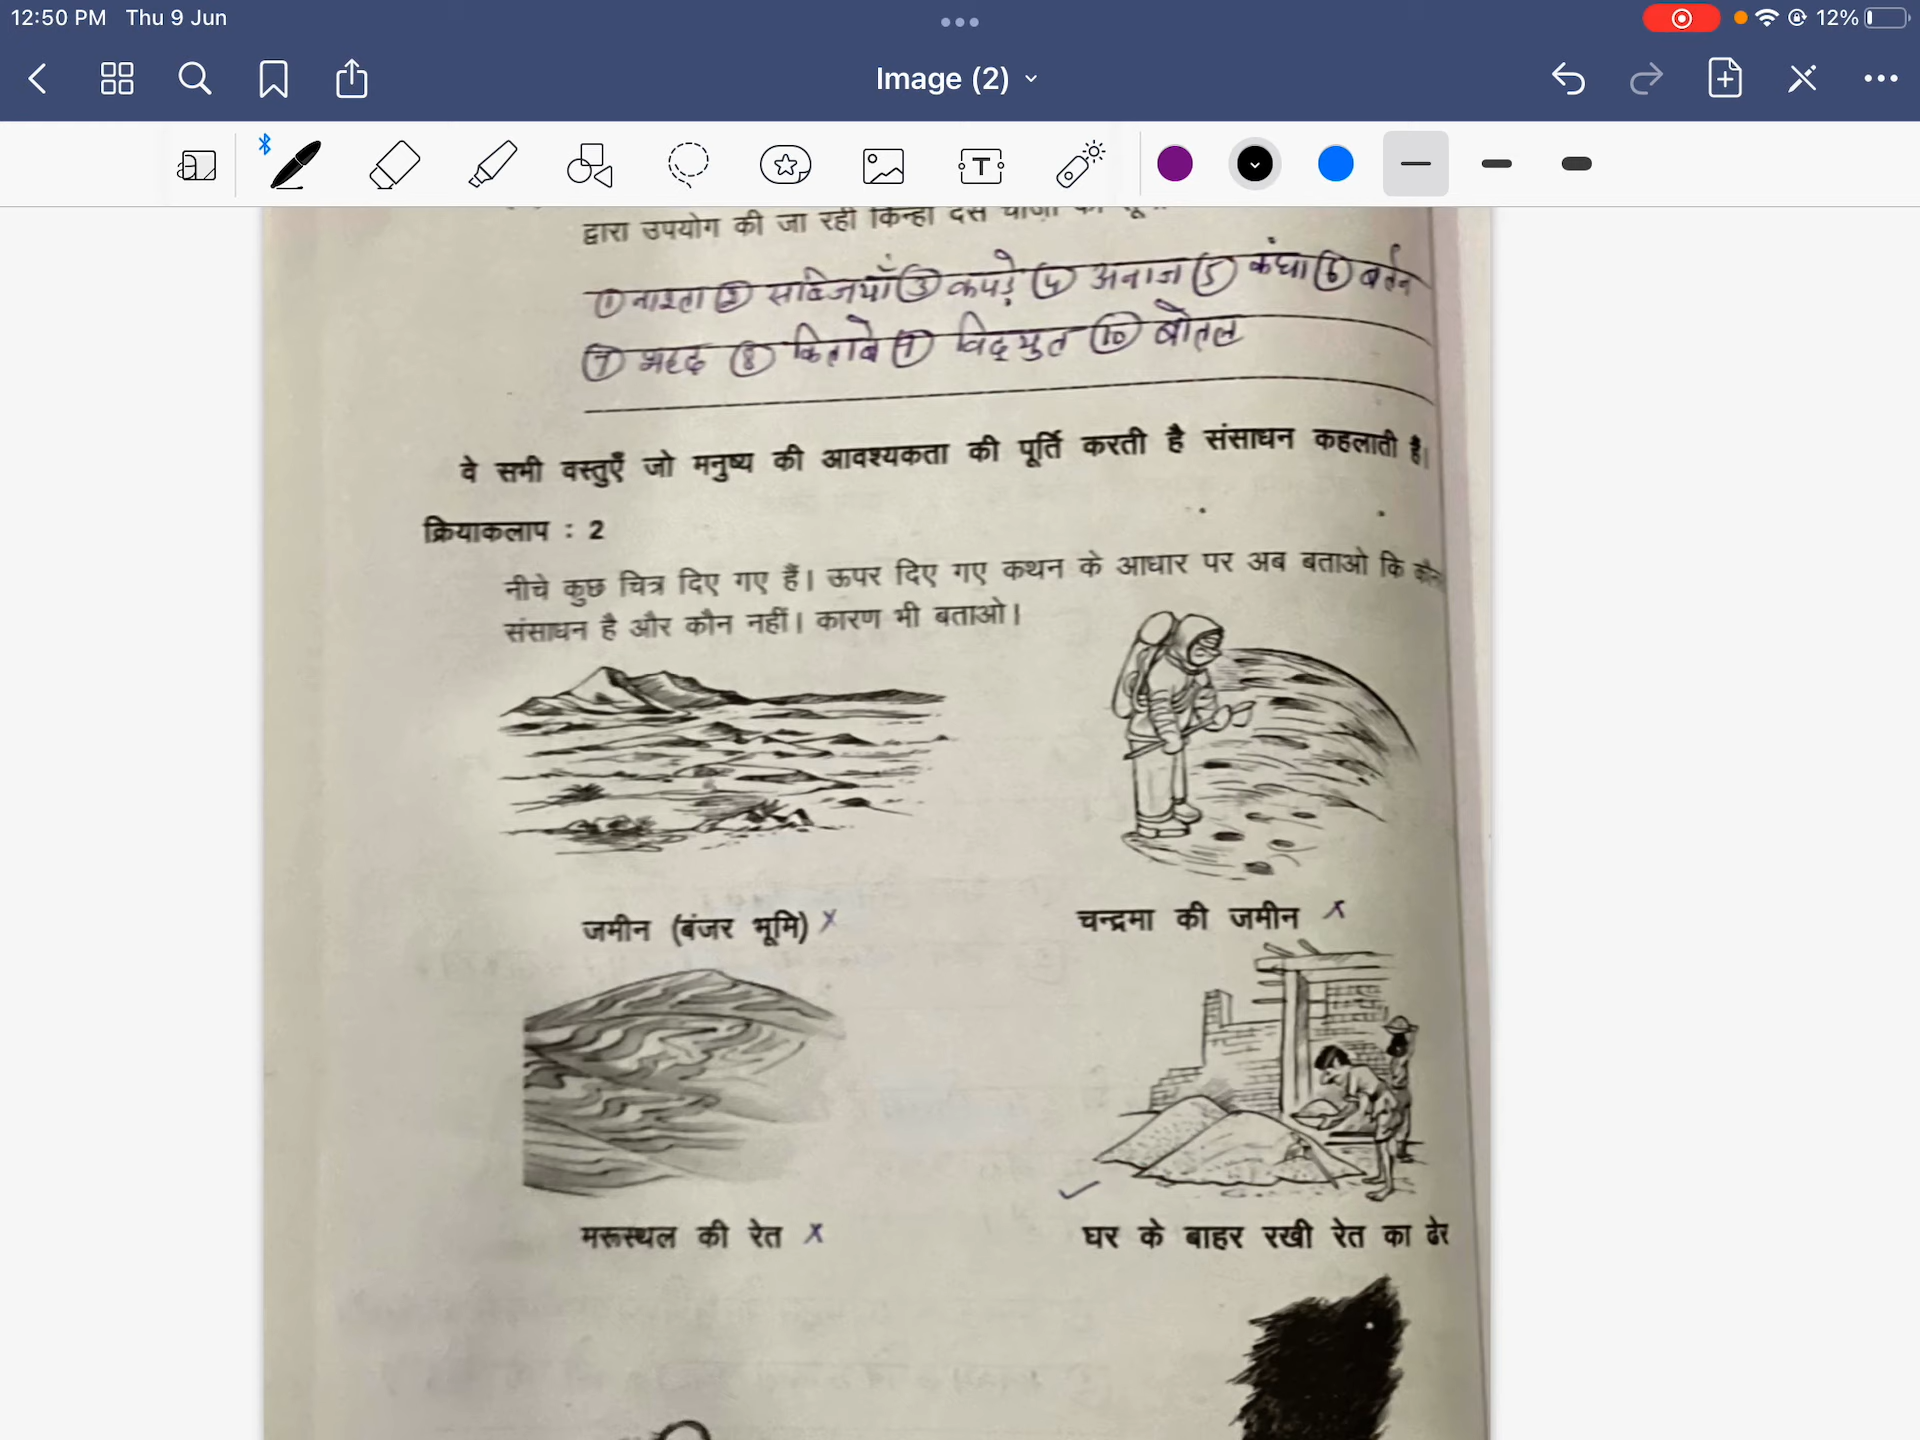 12:50 PM Thu 9 Jun
12%
Image (2)
द्वारा उपयोग की जा रही किन्ही दस चीज़ों
① नाश्ता ② सब्जियाँ ③ कपड़े ④ अनाज ⑤ कंघा ⑥ बर्तन
⑦ शहद ⑧ किताबे ⑨ विद्युत ⑩ बोतल
वे सभी वस्तुएँ जो मनुष्य की आवश्यकता की पूर्ति करती है संसाधन कहलाती है।
क्रियाकलाप : 2
नीचे कुछ चित्र दिए गए हैं। ऊपर दिए गए कथन के आधार पर अब बताओ कि कौन
संसाधन है और कौन नहीं। कारण भी बताओ।
जमीन (बंजर भूमि) X
चन्द्रमा की जमीन X
मरूस्थल की रेत X
घर के बाहर रखी रेत का ढेर